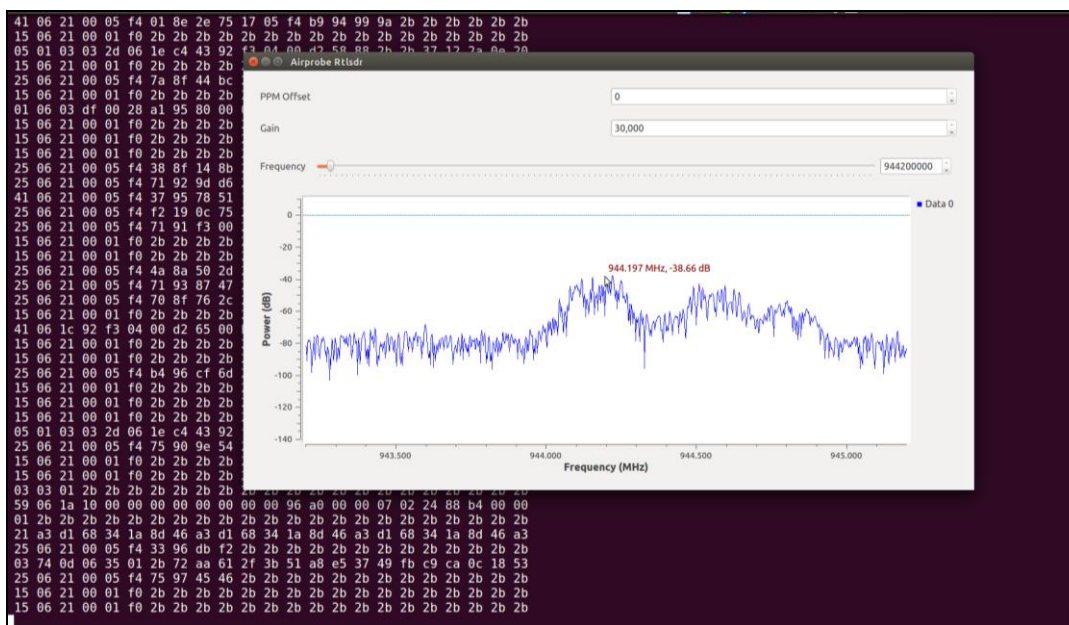 41 06 21 00 05 f4 01 8e 2e 75 17 05 f4 b9 94 99 9a 2b 2b 2b 2b 2b 2b
15 06 21 00 01 f0 2b 2b 2b 2b 2b 2b 2b 2b 2b 2b 2b 2b 2b 2b 2b 2b 2b
05 01 03 03 2d 06 1e c4 43 92 f3 04 00 d2 58 88 2b 2b 37 12 2a 0e 20
15 06 21 00 01 f0 2b 2b 2b 2b
25 06 21 00 05 f4 7a 8f 44 bc
15 06 21 00 01 f0 2b 2b 2b 2b
01 06 03 df 00 28 a1 95 80 00
15 06 21 00 01 f0 2b 2b 2b 2b
15 06 21 00 01 f0 2b 2b 2b 2b
15 06 21 00 01 f0 2b 2b 2b 2b
25 06 21 00 05 f4 38 8f 14 8b
25 06 21 00 05 f4 71 92 9d d6
41 06 21 00 05 f4 37 95 78 51
25 06 21 00 05 f4 f2 19 0c 75
25 06 21 00 05 f4 71 91 f3 00
15 06 21 00 01 f0 2b 2b 2b 2b
15 06 21 00 01 f0 2b 2b 2b 2b
25 06 21 00 05 f4 4a 8a 50 2d
25 06 21 00 05 f4 71 93 87 47
25 06 21 00 05 f4 70 8f 76 2c
15 06 21 00 01 f0 2b 2b 2b 2b
41 06 1c 92 f3 04 00 d2 65 00
15 06 21 00 01 f0 2b 2b 2b 2b
15 06 21 00 01 f0 2b 2b 2b 2b
25 06 21 00 05 f4 b4 96 cf 6d
15 06 21 00 01 f0 2b 2b 2b 2b
15 06 21 00 01 f0 2b 2b 2b 2b
05 01 03 03 2d 06 1e c4 43 92
25 06 21 00 05 f4 75 90 9e 54
15 06 21 00 01 f0 2b 2b 2b 2b
15 06 21 00 01 f0 2b 2b 2b 2b
03 03 01 2b 2b 2b 2b 2b 2b 2b 2b 2b 2b 2b 2b 2b 2b 2b 2b 2b 2b 2b 2b
59 06 1a 10 00 00 00 00 00 00 00 00 96 a0 00 00 07 02 24 88 b4 00 00
01 2b 2b 2b 2b 2b 2b 2b 2b 2b 2b 2b 2b 2b 2b 2b 2b 2b 2b 2b 2b 2b 2b
21 a3 d1 68 34 1a 8d 46 a3 d1 68 34 1a 8d 46 a3 d1 68 34 1a 8d 46 a3
25 06 21 00 05 f4 33 96 db f2 2b 2b 2b 2b 2b 2b 2b 2b 2b 2b 2b 2b 2b
03 74 0d 06 35 01 2b 72 aa 61 2f 3b 51 a8 e5 37 49 fb c9 ca 0c 18 53
25 06 21 00 05 f4 75 97 45 46 2b 2b 2b 2b 2b 2b 2b 2b 2b 2b 2b 2b 2b
15 06 21 00 01 f0 2b 2b 2b 2b 2b 2b 2b 2b 2b 2b 2b 2b 2b 2b 2b 2b 2b
15 06 21 00 01 f0 2b 2b 2b 2b 2b 2b 2b 2b 2b 2b 2b 2b 2b 2b 2b 2b 2b
Airprobe Rtlsdr
PPM Offset 0
Gain 30,000
Frequency 944200000
Data 0
944.197 MHz, -38.66 dB
Power (dB)
0
-20
-40
-60
-80
-100
-120
-140
943.500 944.000 944.500 945.000
Frequency (MHz)